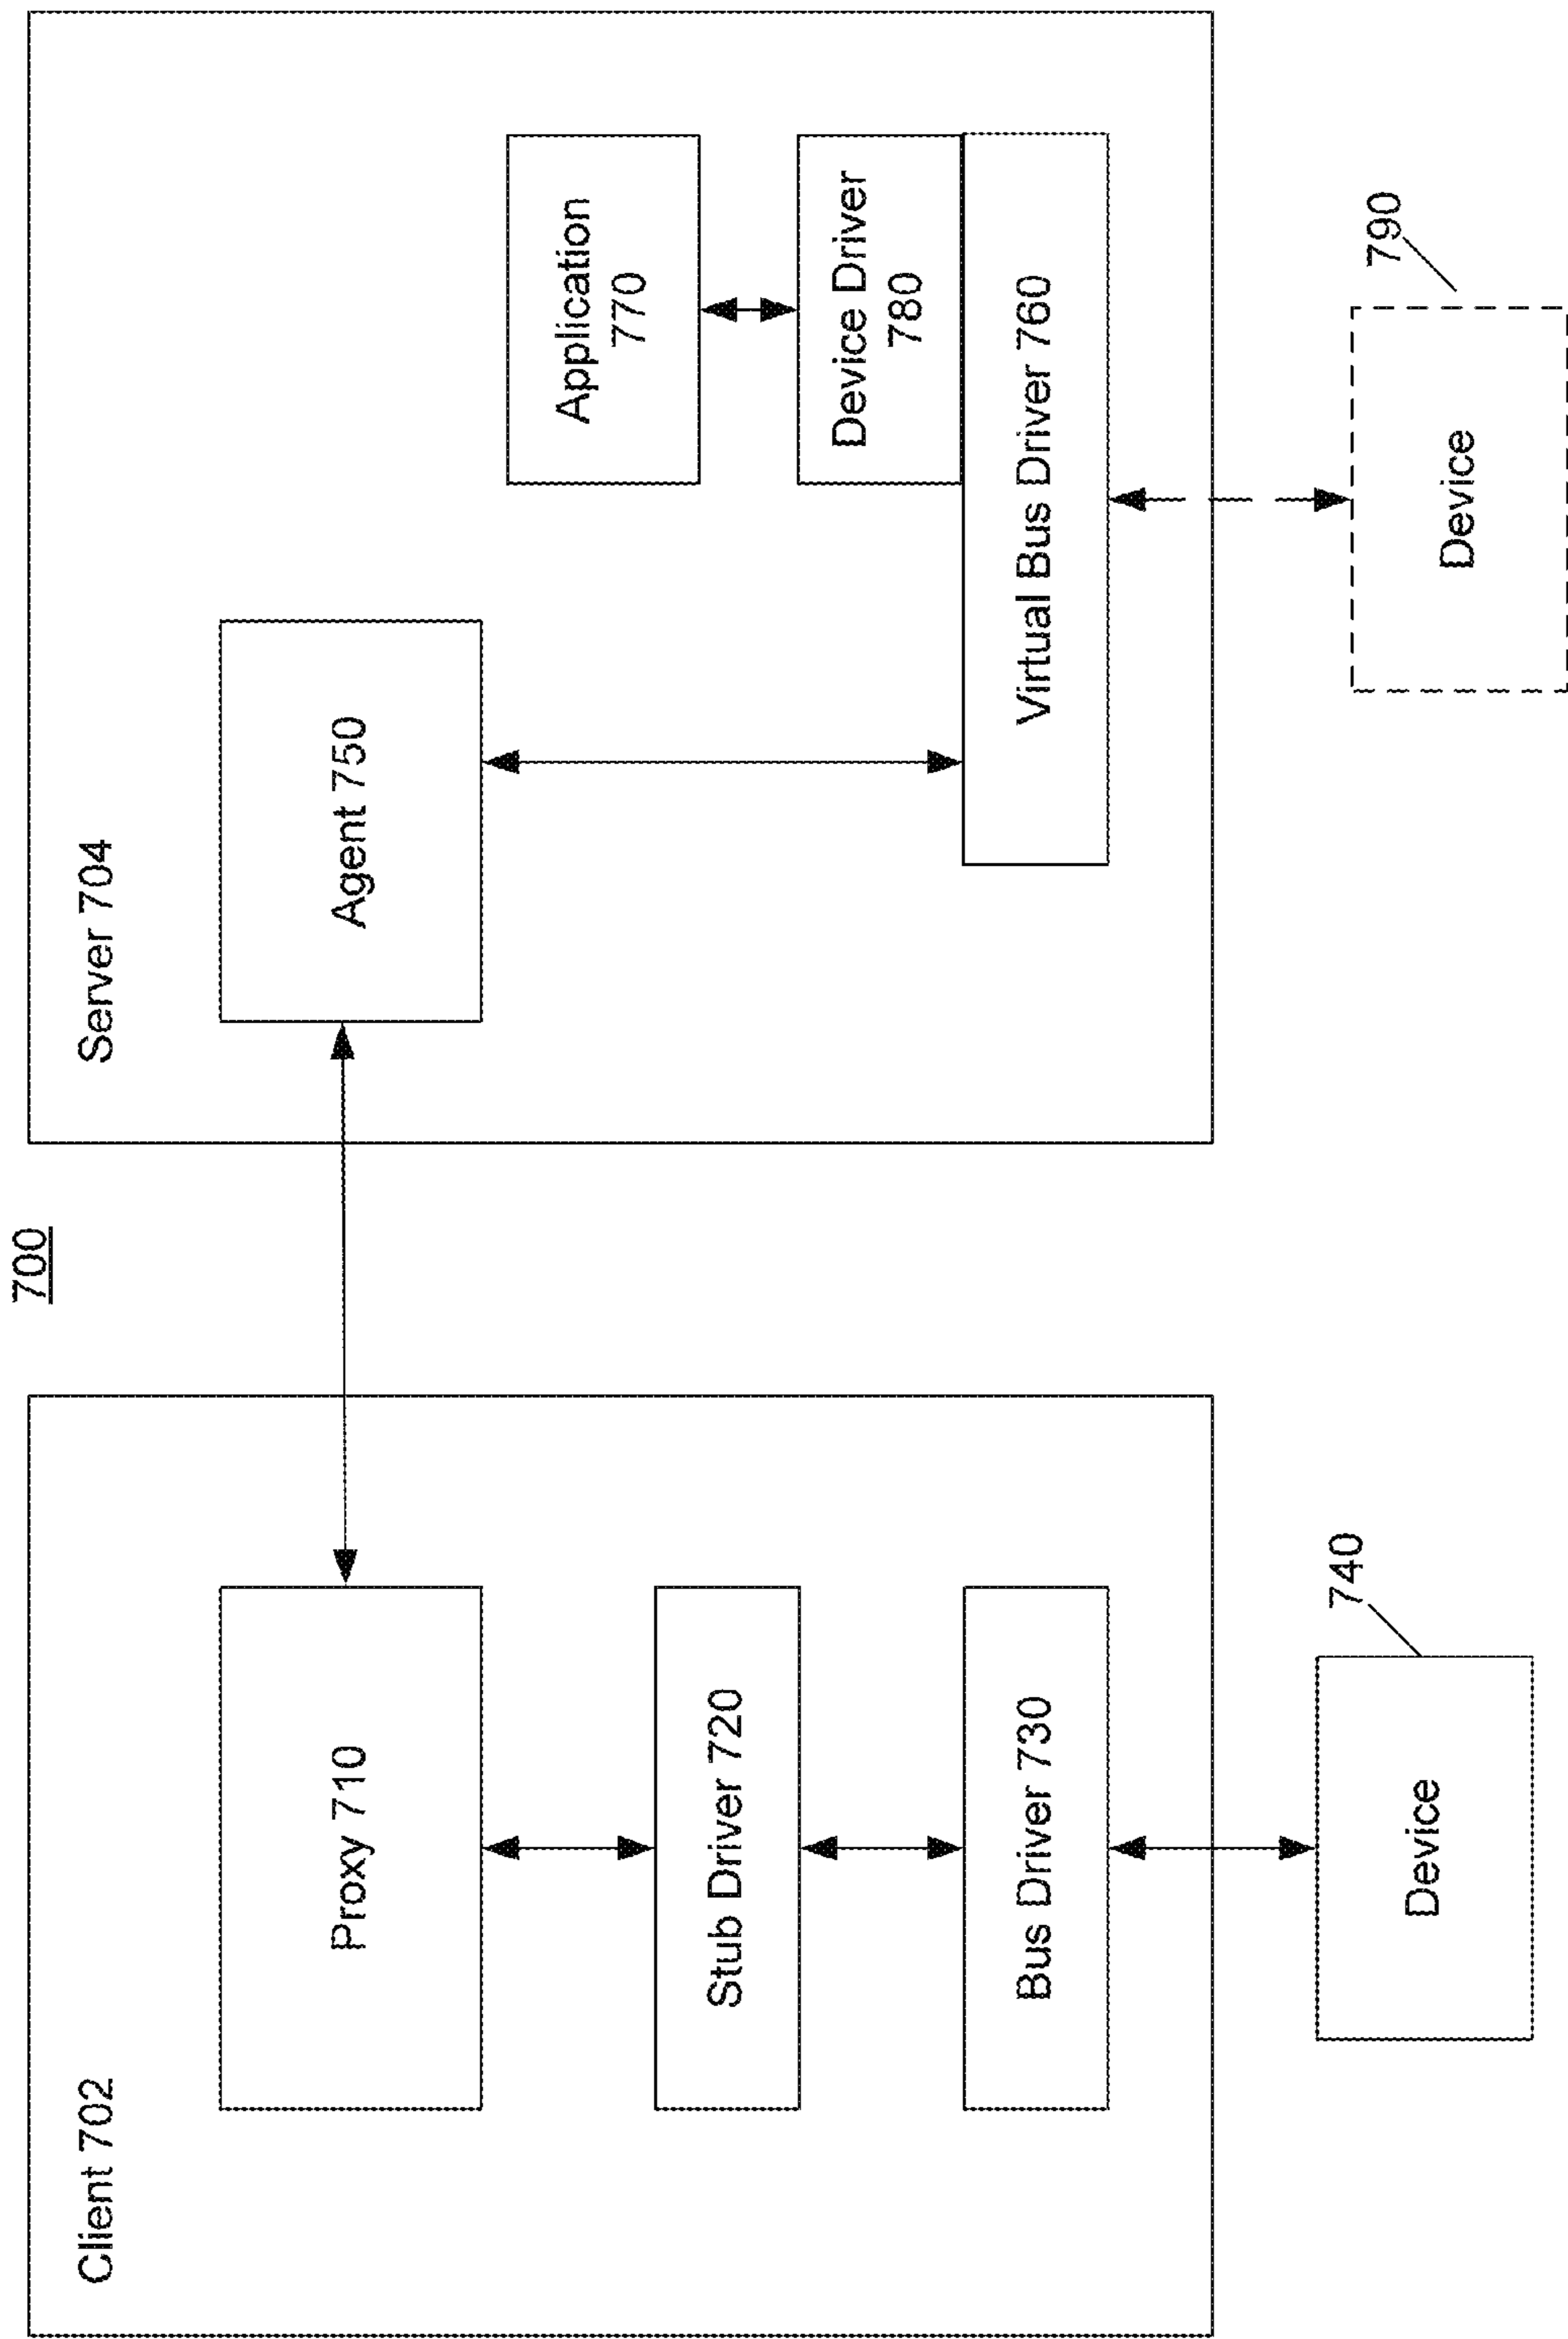 700
Client 702
Proxy 710
Stub Driver 720
Bus Driver 730
Device
740
Server 704
Agent 750
Application
770
Device Driver
780
Virtual Bus Driver 760
Device
790